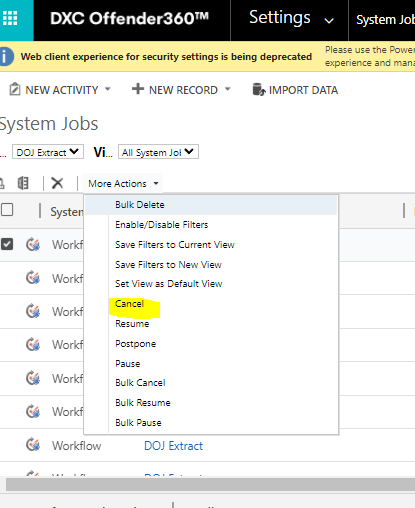 DXC Offender360™
Settings
System Jobs
Web client experience for security settings is being deprecated
Please use the Power
experience and mana
NEW ACTIVITY
NEW RECORD
IMPORT DATA
System Jobs
... DOJ Extract
Vi... All System Jol
More Actions
System
Bulk Delete
Enable/Disable Filters
Save Filters to Current View
Save Filters to New View
Set View as Default View
Cancel
Resume
Postpone
Pause
Bulk Cancel
Bulk Resume
Bulk Pause
Workflow
Workflow
Workflow
Workflow
Workflow
Workflow
Workflow DOJ Extract